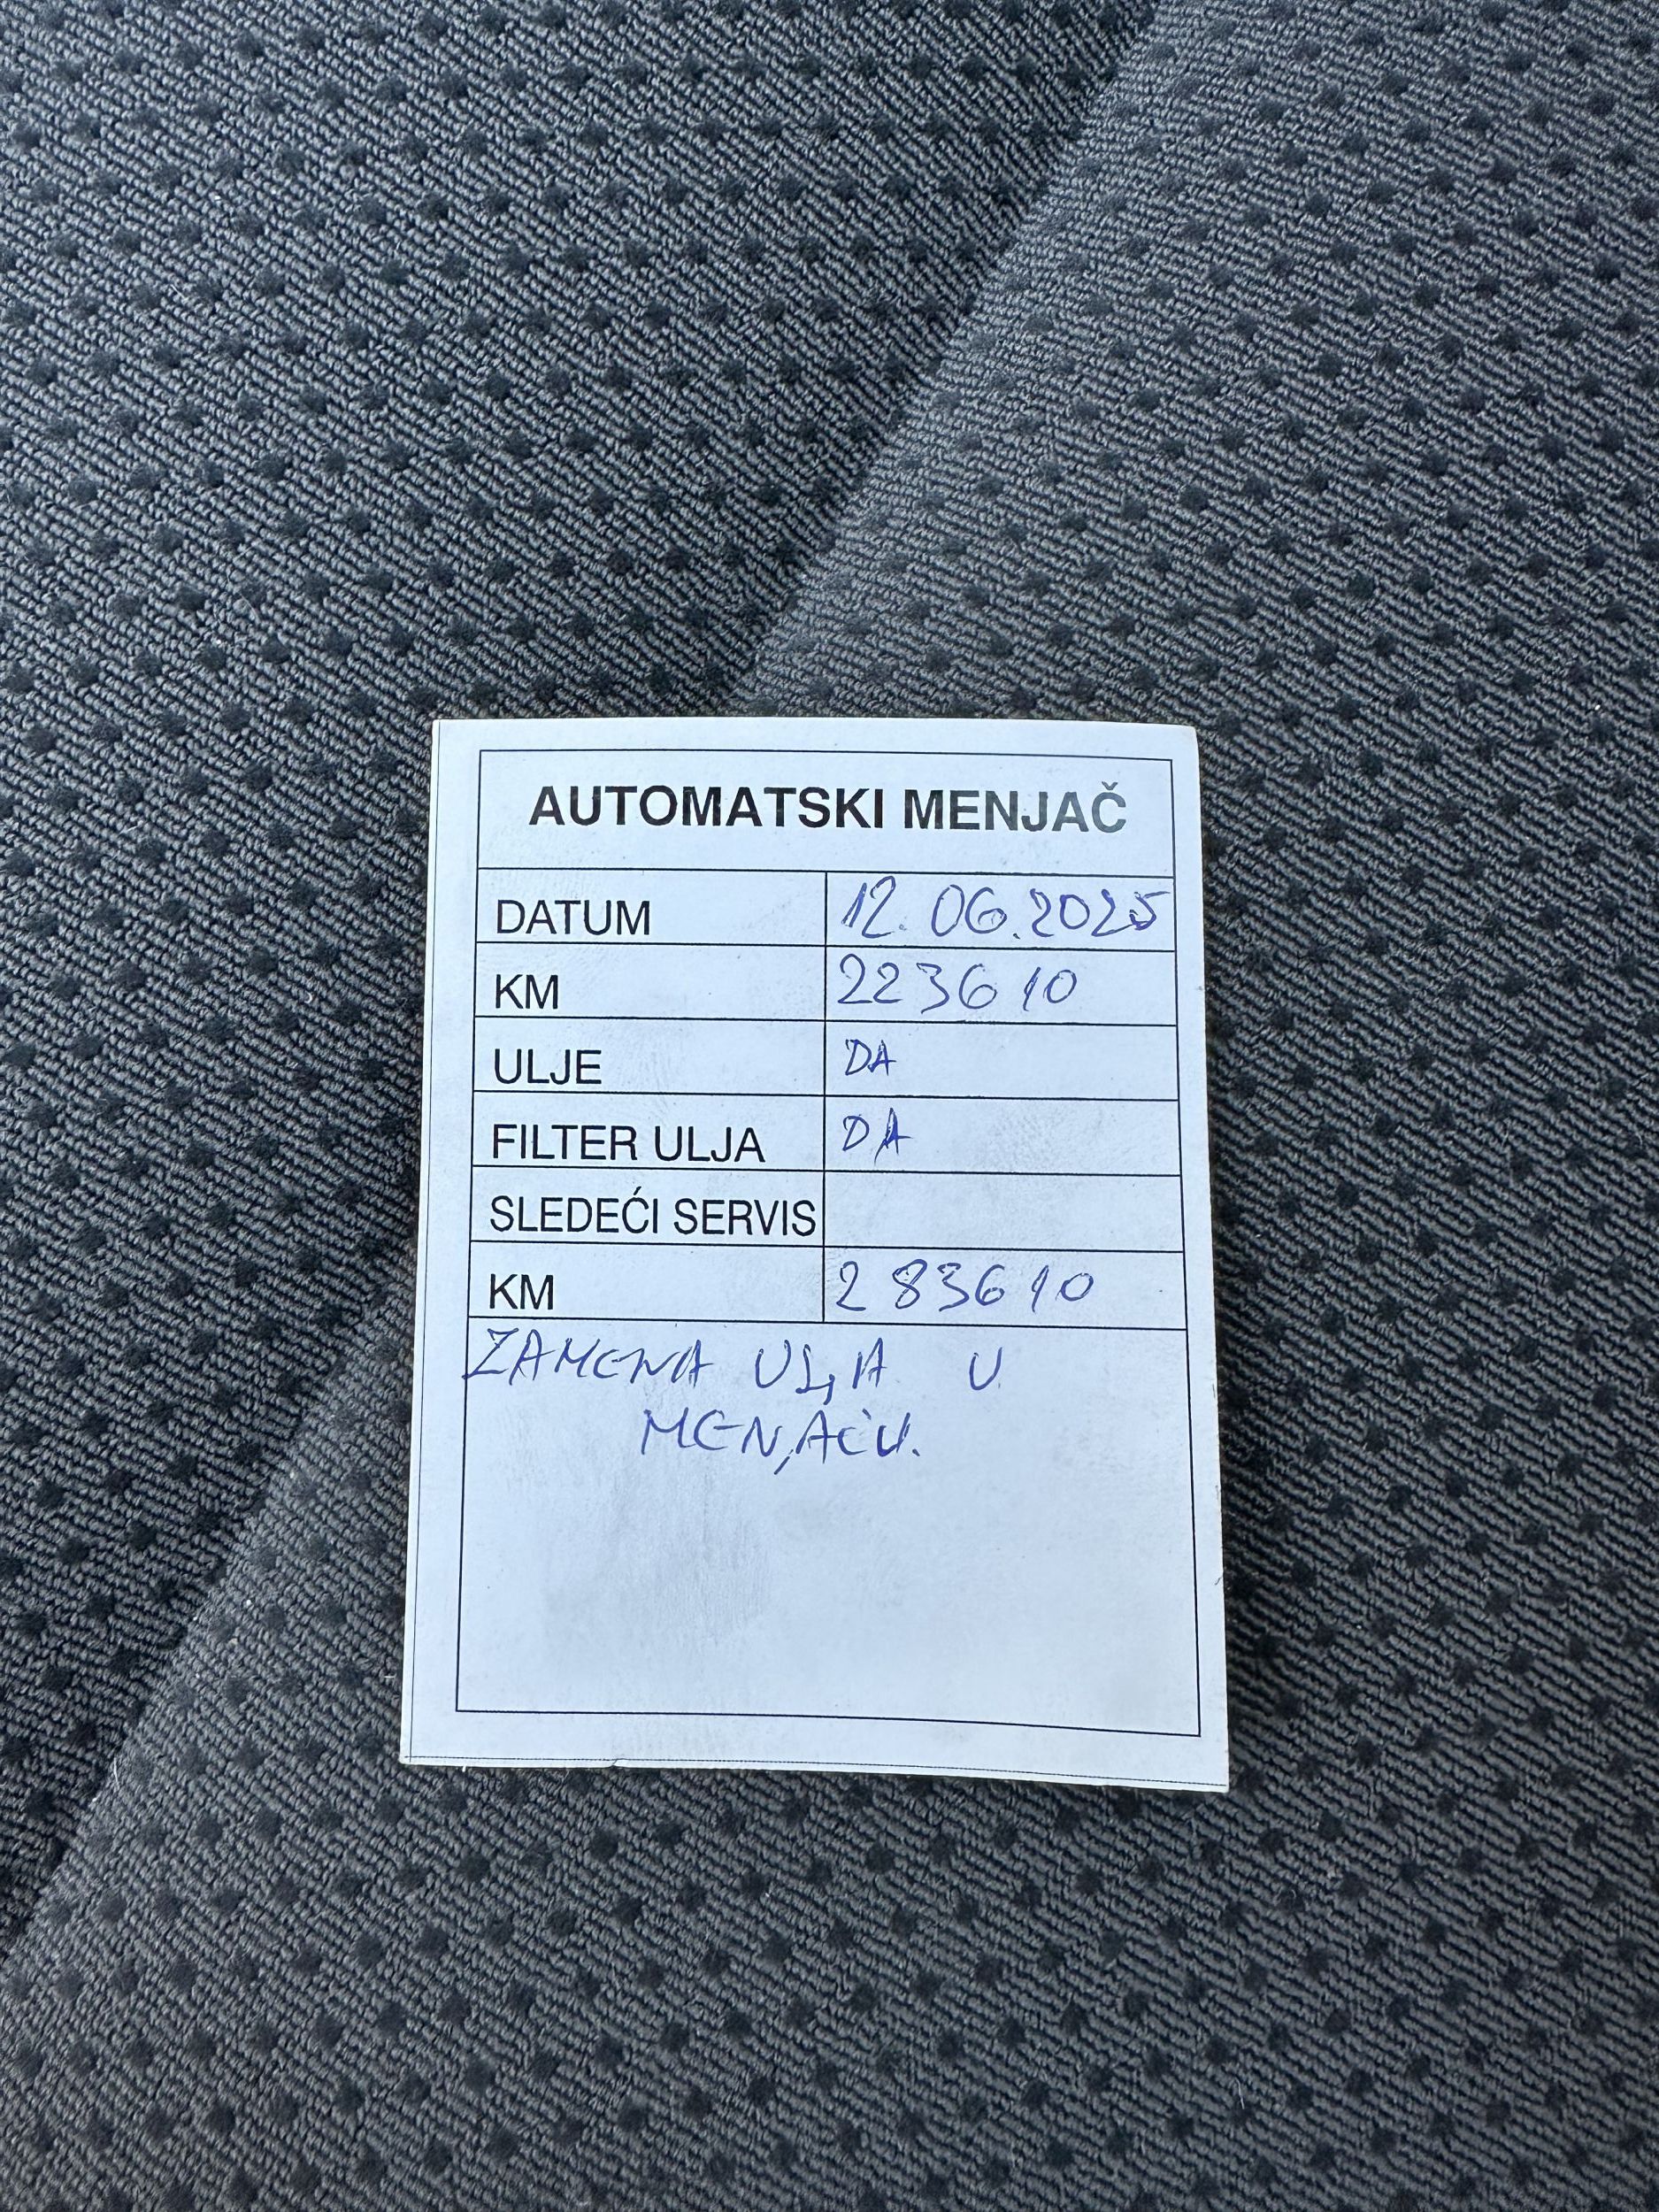 AUTOMATSKI MENJAČ
DATUM 12.06.2025
KM 223610
ULJE DA
FILTER ULJA DA
SLEDEĆI SERVIS
KM 283610
ZAMENA ULJA U
MENJAČU.